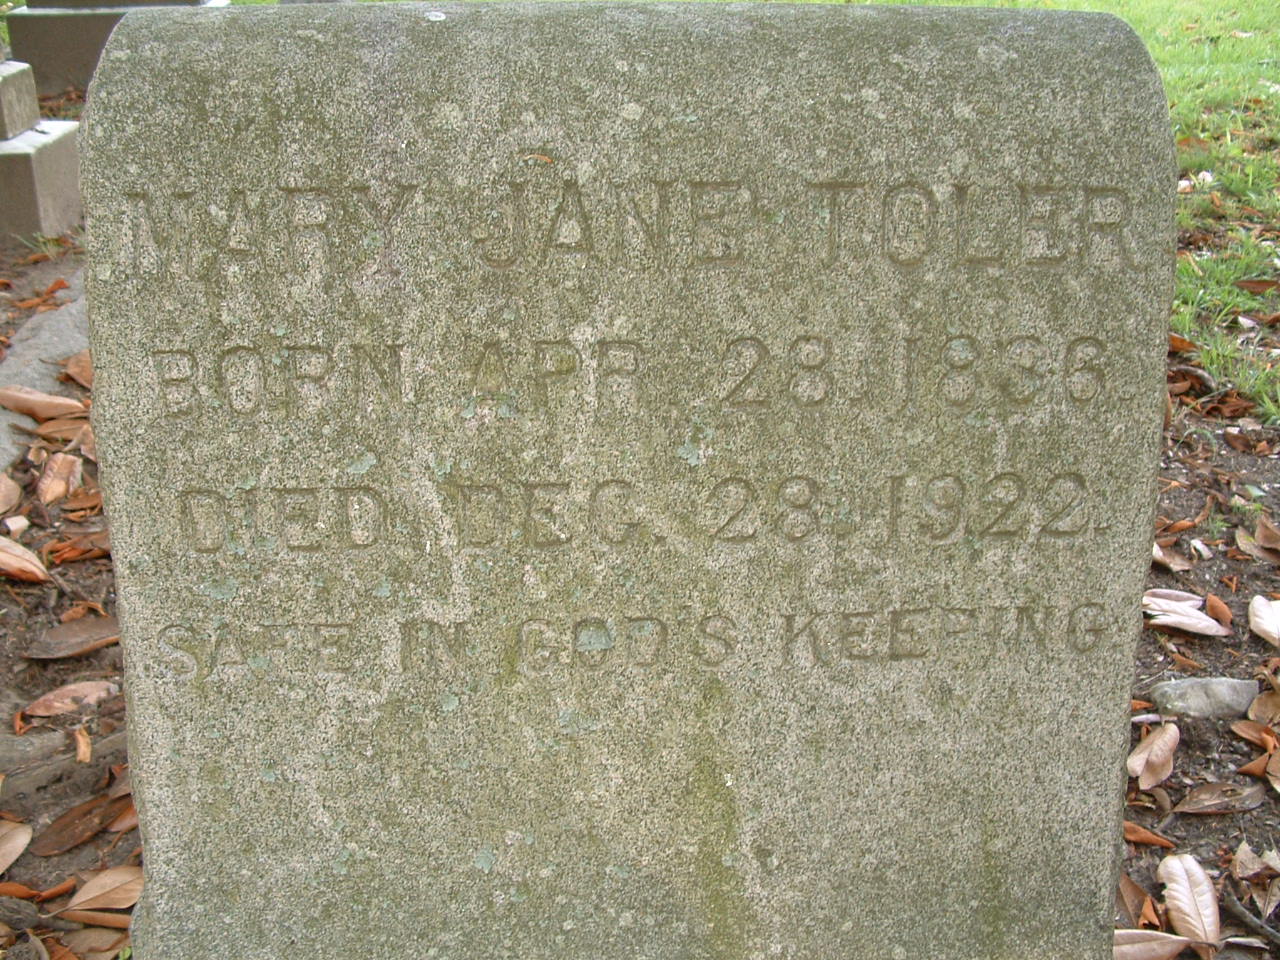 MARY JANE TOLER
BORN APR. 28.1836.
DIED DEC. 28.1922.
SAFE IN GOD'S KEEPING